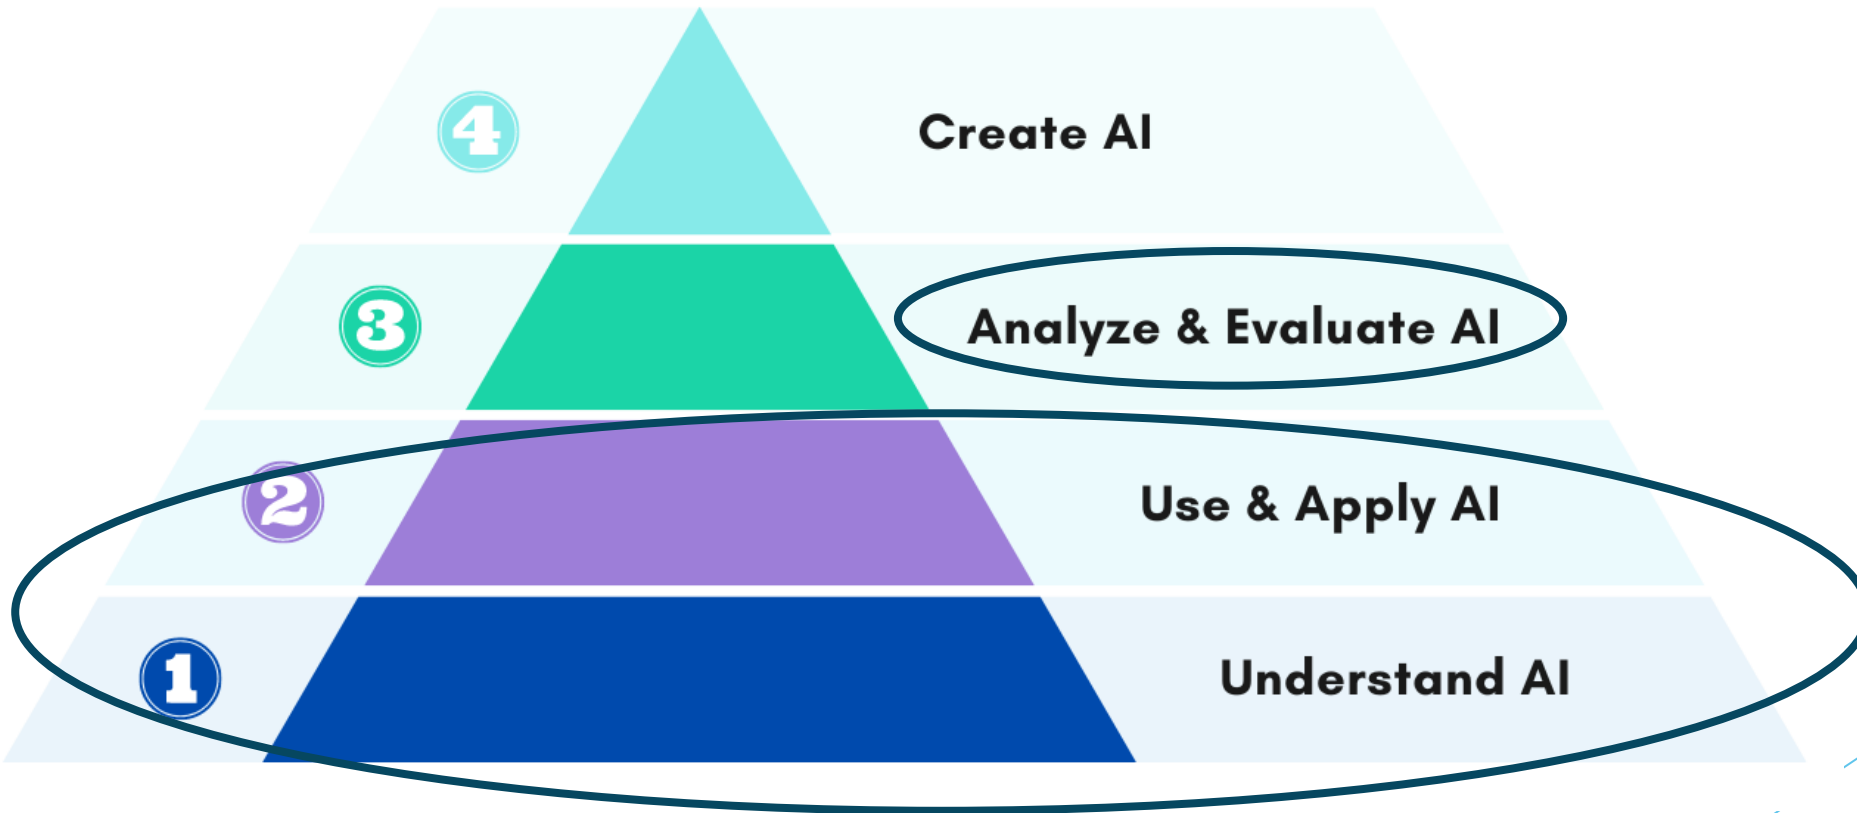 4 Create AI
3 Analyze & Evaluate AI
2 Use & Apply AI
1 Understand AI